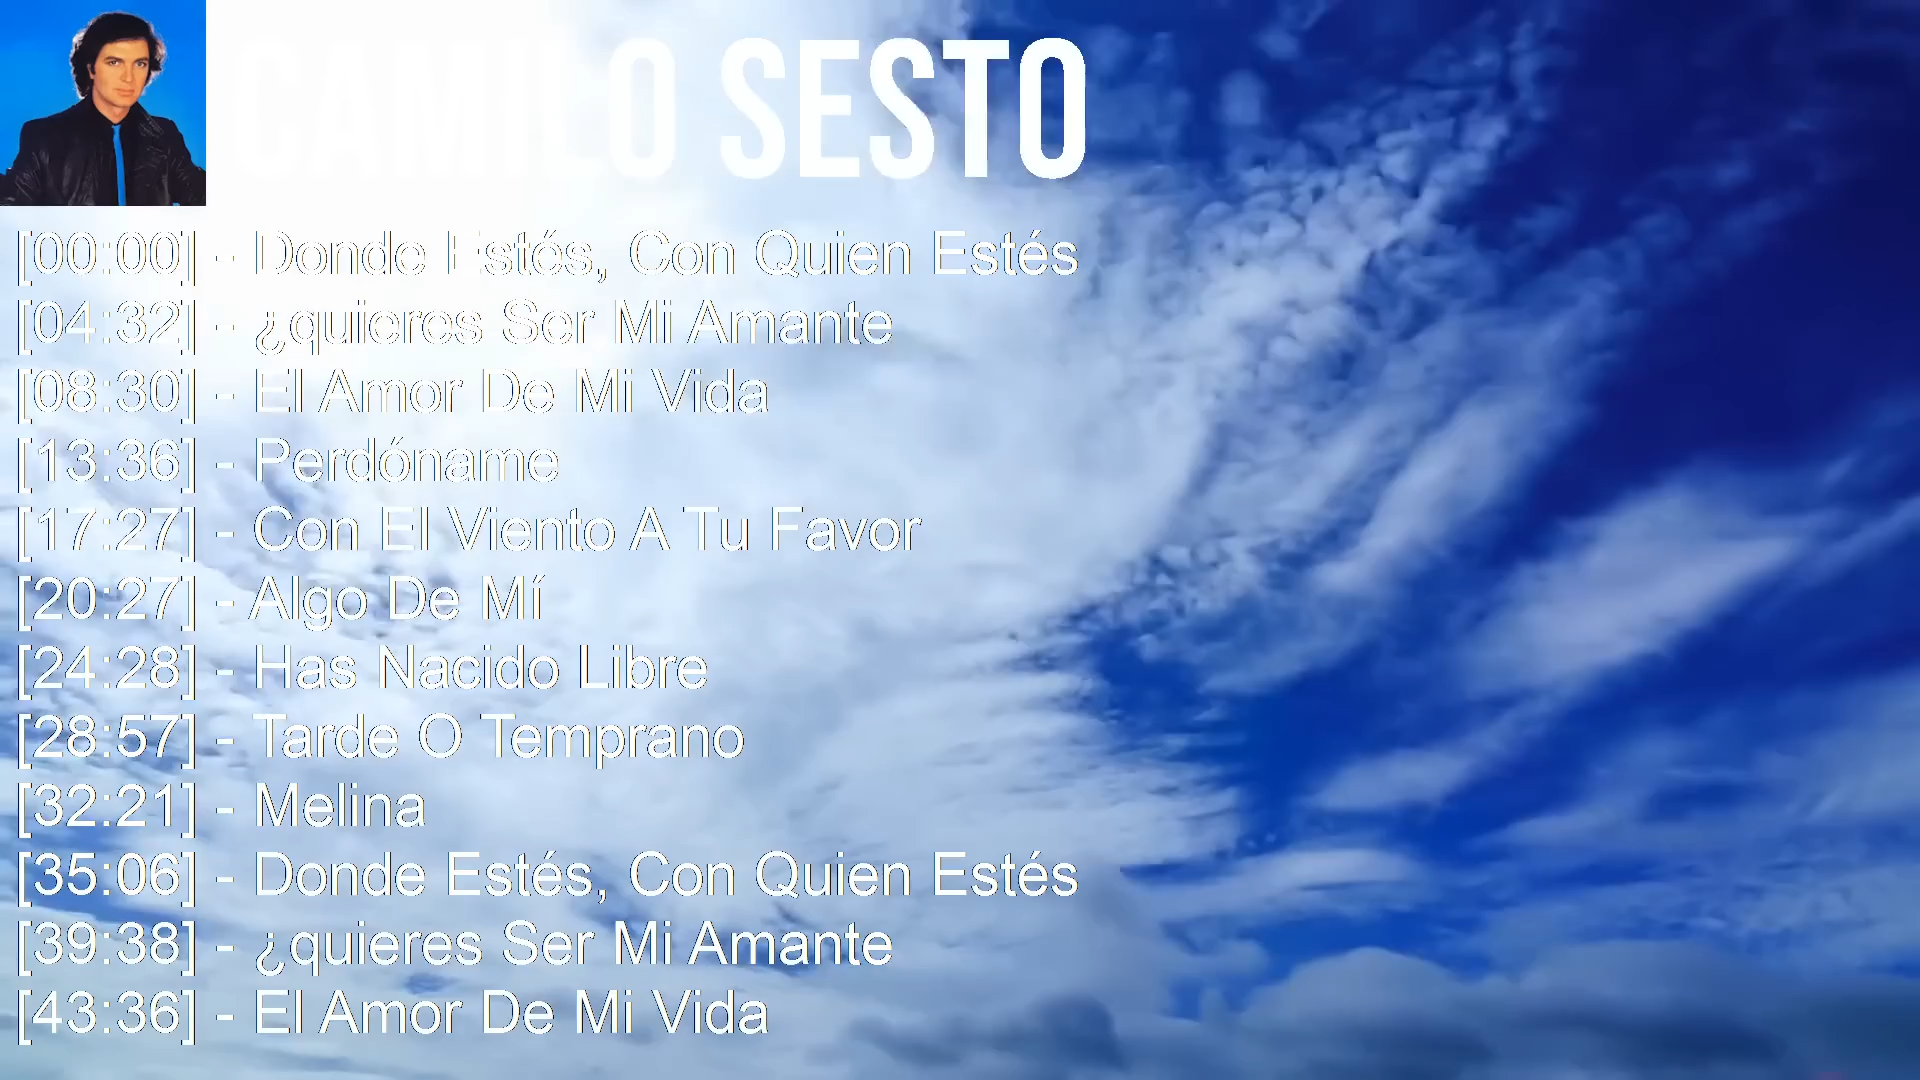 CAMILO SESTO
[00:00] - Donde Estés, Con Quien Estés
[04:32] - ¿quieres Ser Mi Amante
[08:30] - El Amor De Mi Vida
[13:36] - Perdóname
[17:27] - Con El Viento A Tu Favor
[20:27] - Algo De Mí
[24:28] - Has Nacido Libre
[28:57] - Tarde O Temprano
[32:21] - Melina
[35:06] - Donde Estés, Con Quien Estés
[39:38] - ¿quieres Ser Mi Amante
[43:36] - El Amor De Mi Vida